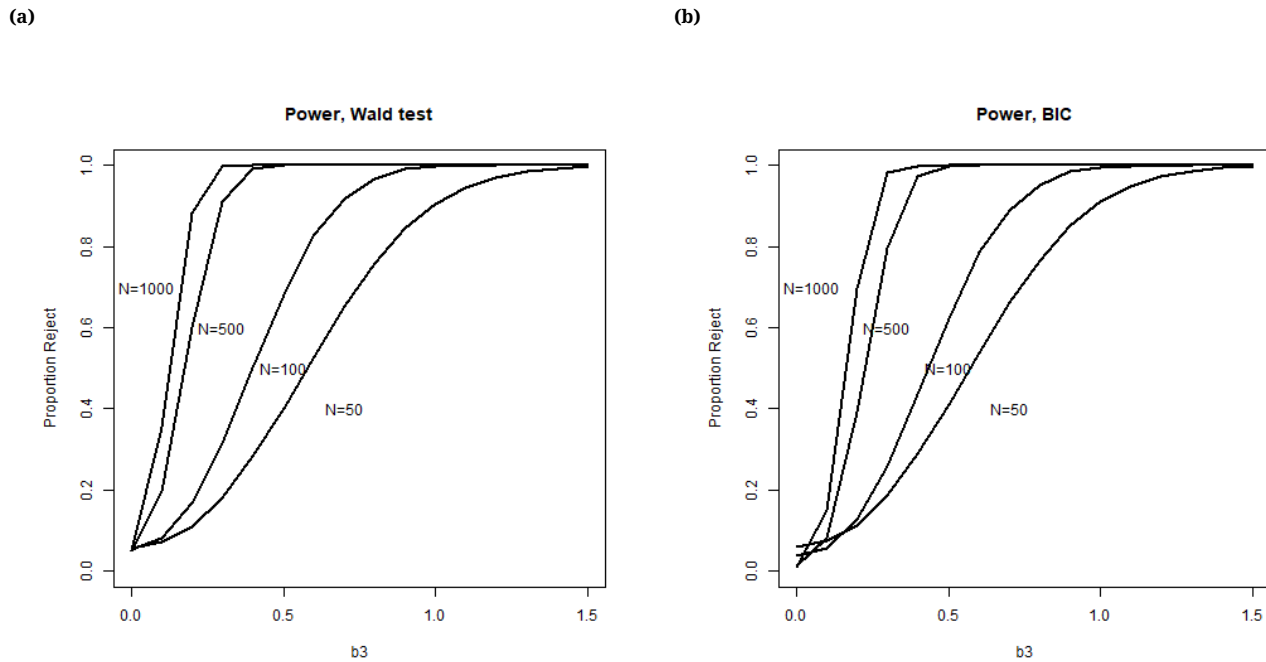 (a)
Power, Wald test
Proportion Reject
1.0
0.8
0.6
0.4
0.2
0.0
N=1000
N=500
N=100
N=50
0.0 0.5 1.0 1.5
b3
(b)
Power, BIC
Proportion Reject
1.0
0.8
0.6
0.4
0.2
0.0
N=1000
N=500
N=100
N=50
0.0 0.5 1.0 1.5
b3